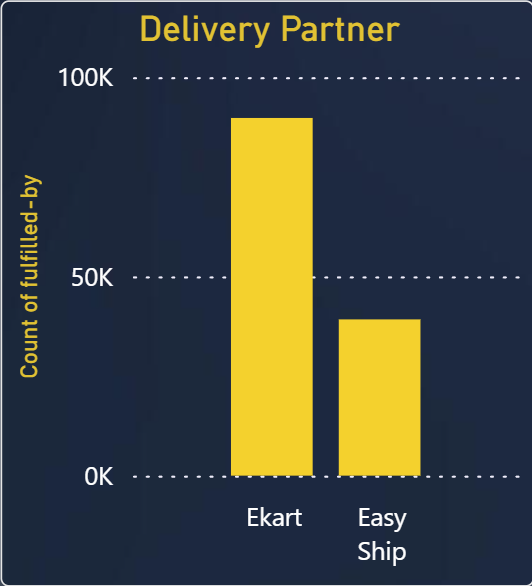 Delivery Partner
100K
50K
0K
Count of fulfilled-by
Ekart
Easy
Ship